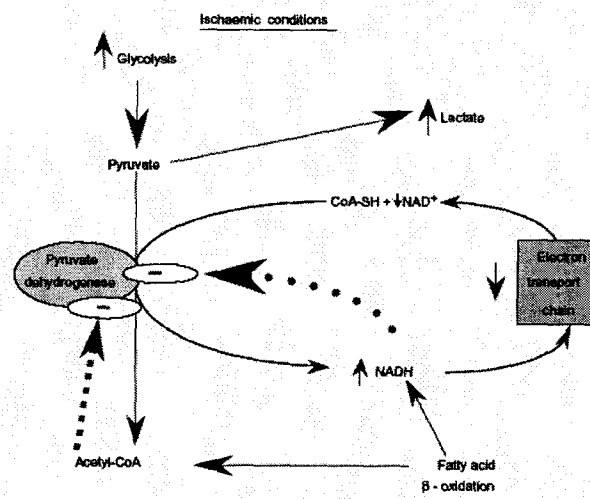 Ischaemic conditions
Glycolysis
Lactate
Pyruvate
CoA-SH + ↓NAD⁺
Pyruvate
dehydrogenase
−
−
Electron
transport
chain
NADH
Acetyl-CoA
Fatty acid
β - oxidation